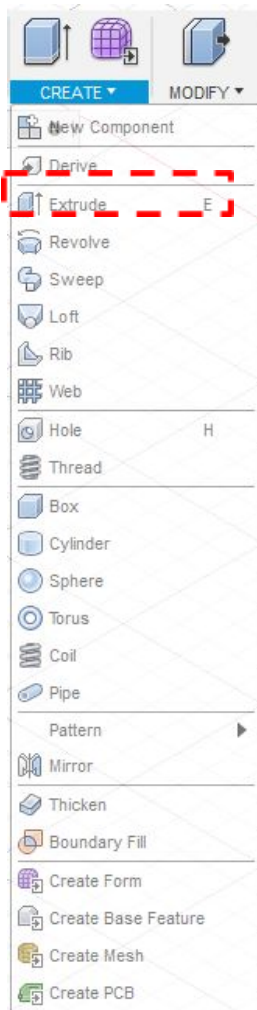 CREATE ▼ MODIFY ▼
New Component
Derive
Extrude E
Revolve
Sweep
Loft
Rib
Web
Hole H
Thread
Box
Cylinder
Sphere
Torus
Coil
Pipe
Pattern
Mirror
Thicken
Boundary Fill
Create Form
Create Base Feature
Create Mesh
Create PCB